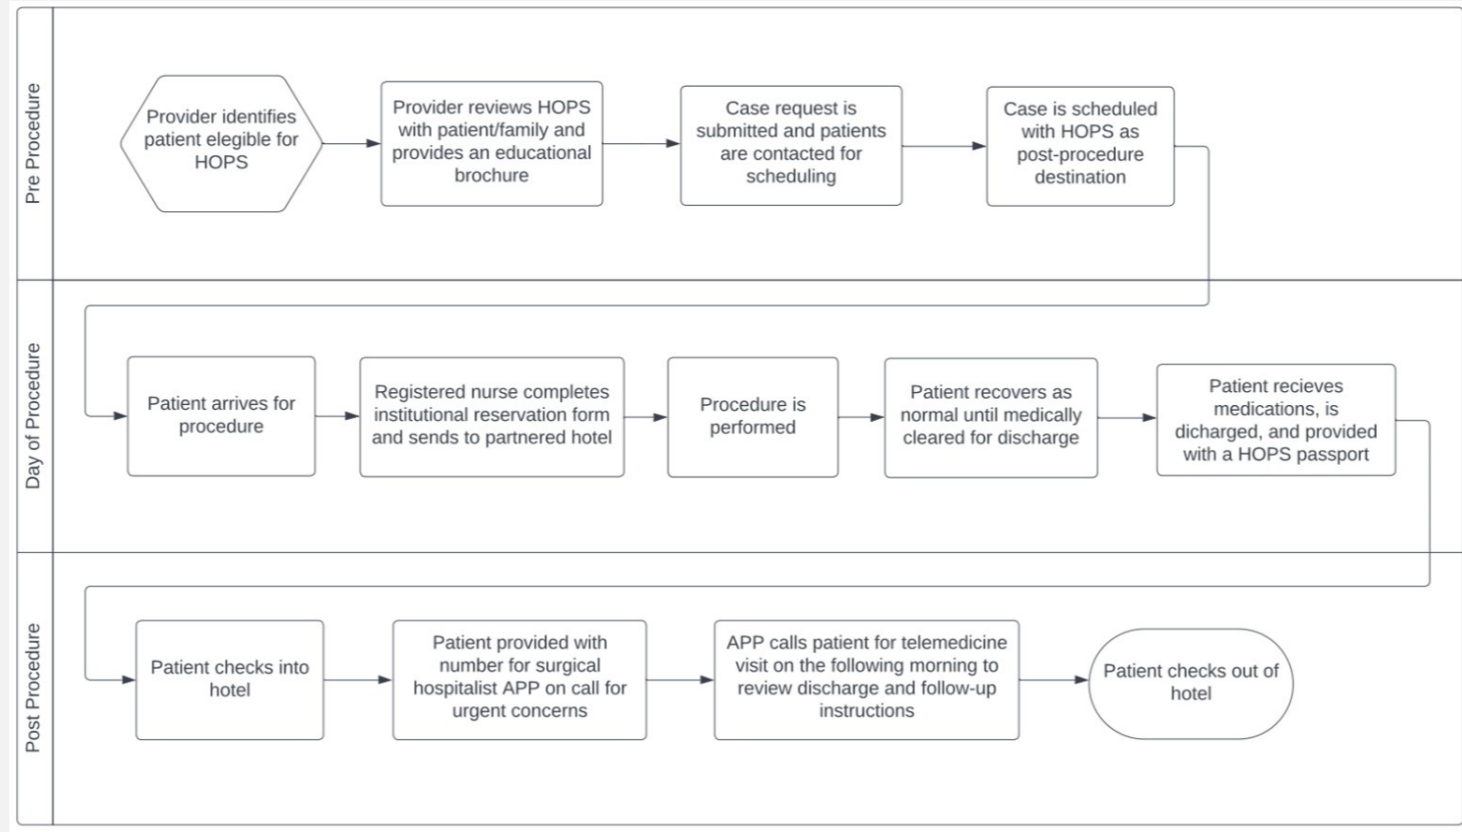 Pre Procedure
Provider identifies
patient elegible for
HOPS
Provider reviews HOPS
with patient/family and
provides an educational
brochure
Case request is
submitted and patients
are contacted for
scheduling
Case is scheduled
with HOPS as
post-procedure
destination
Day of Procedure
Patient arrives for
procedure
Registered nurse completes
institutional reservation form
and sends to partnered hotel
Procedure is
performed
Patient recovers as
normal until medically
cleared for discharge
Patient recieves
medications, is
dicharged, and provided
with a HOPS passport
Post Procedure
Patient checks into
hotel
Patient provided with
number for surgical
hospitalist APP on call for
urgent concerns
APP calls patient for telemedicine
visit on the following morning to
review discharge and follow-up
instructions
Patient checks out of
hotel